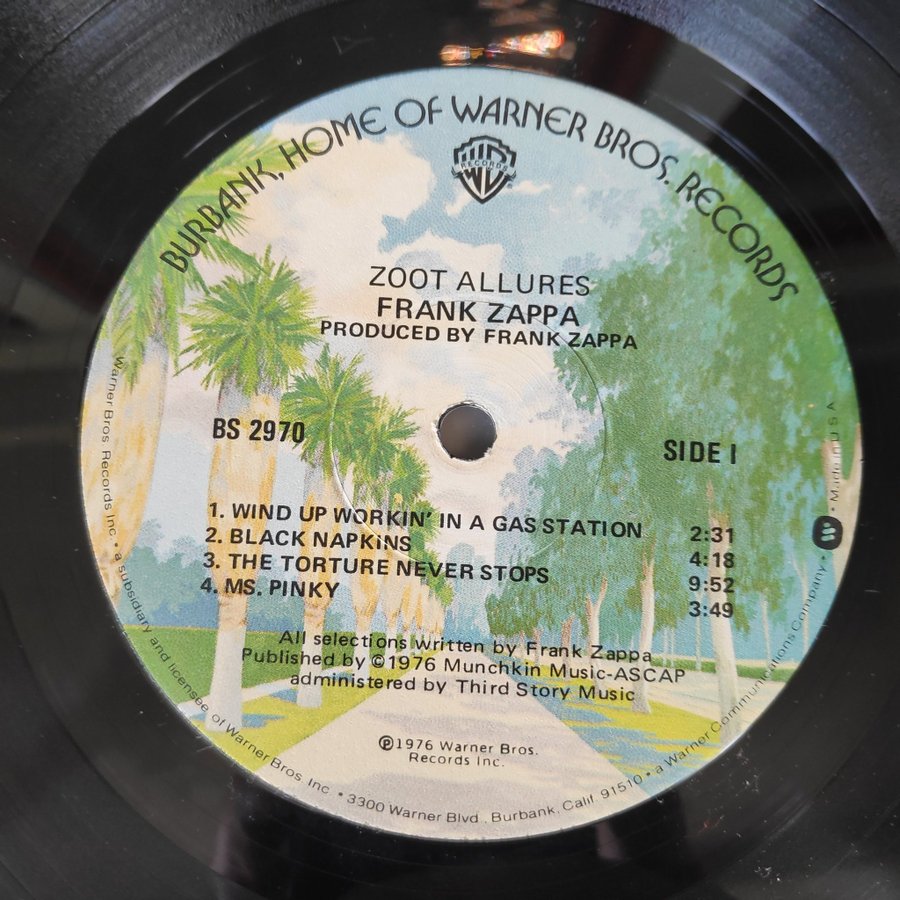 BURBANK, HOME OF WARNER BROS. RECORDS
RECORDS
ZOOT ALLURES
FRANK ZAPPA
PRODUCED BY FRANK ZAPPA
BS 2970
SIDE I
1. WIND UP WORKIN' IN A GAS STATION 2:31
2. BLACK NAPKINS 4:18
3. THE TORTURE NEVER STOPS 9:52
4. MS. PINKY 3:49
All selections written by Frank Zappa
Published by ©1976 Munchkin Music-ASCAP
administered by Third Story Music
℗1976 Warner Bros.
Records Inc.
Warner Bros Records Inc. • a subsidiary and licensee of Warner Bros. Inc. • 3300 Warner Blvd., Burbank, Calif. 91510 • a Warner Communications Company • Made in U S A